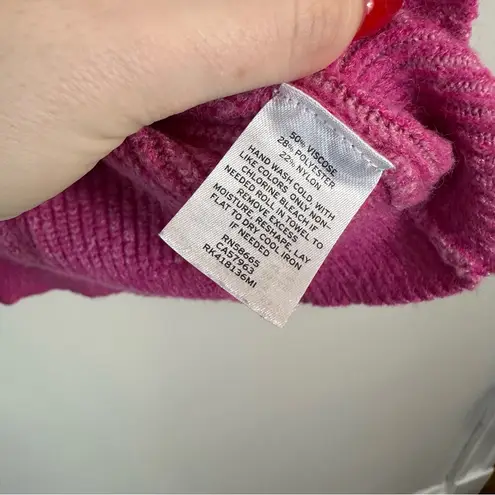 50% VISCOSE
28% POLYESTER
22% NYLON
HAND WASH COLD, WITH
LIKE COLORS. ONLY NON-
CHLORINE BLEACH IF
NEEDED ROLL IN TOWEL TO
REMOVE EXCESS
MOISTURE, RESHAPE, LAY
FLAT TO DRY COOL IRON
IF NEEDED
RN58665
CA57963
RK418136MI